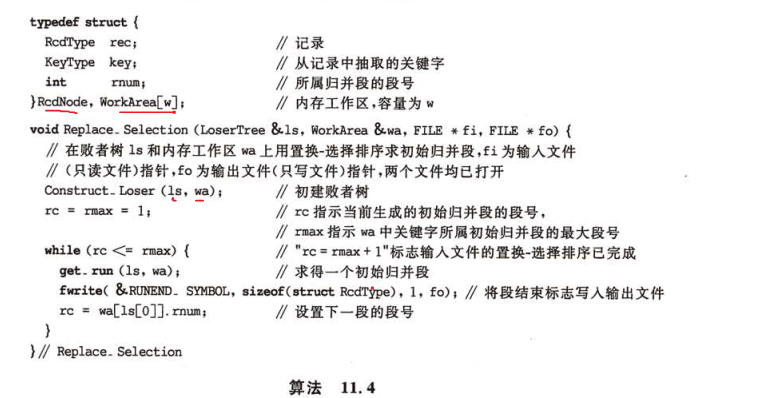 typedef struct {
RcdType rec; // 记录
KeyType key; // 从记录中抽取的关键字
int rnum; // 所属归并段的段号
}RcdNode, WorkArea[w]; // 内存工作区,容量为 w
void Replace_Selection (LoserTree &ls, WorkArea &wa, FILE * fi, FILE * fo) {
// 在败者树 ls 和内存工作区 wa 上用置换-选择排序求初始归并段,fi 为输入文件
// (只读文件)指针,fo 为输出文件(只写文件)指针,两个文件均已打开
Construct_Loser (ls, wa); // 初建败者树
rc = rmax = 1; // rc 指示当前生成的初始归并段的段号,
// rmax 指示 wa 中关键字所属初始归并段的最大段号
while (rc <= rmax) { // "rc = rmax + 1"标志输入文件的置换-选择排序已完成
get_run (ls, wa); // 求得一个初始归并段
fwrite( &RUNEND_SYMBOL, sizeof(struct RcdType), 1, fo); // 将段结束标志写入输出文件
rc = wa[ls[0]].rnum; // 设置下一段的段号
}
}// Replace_Selection
算法 11.4